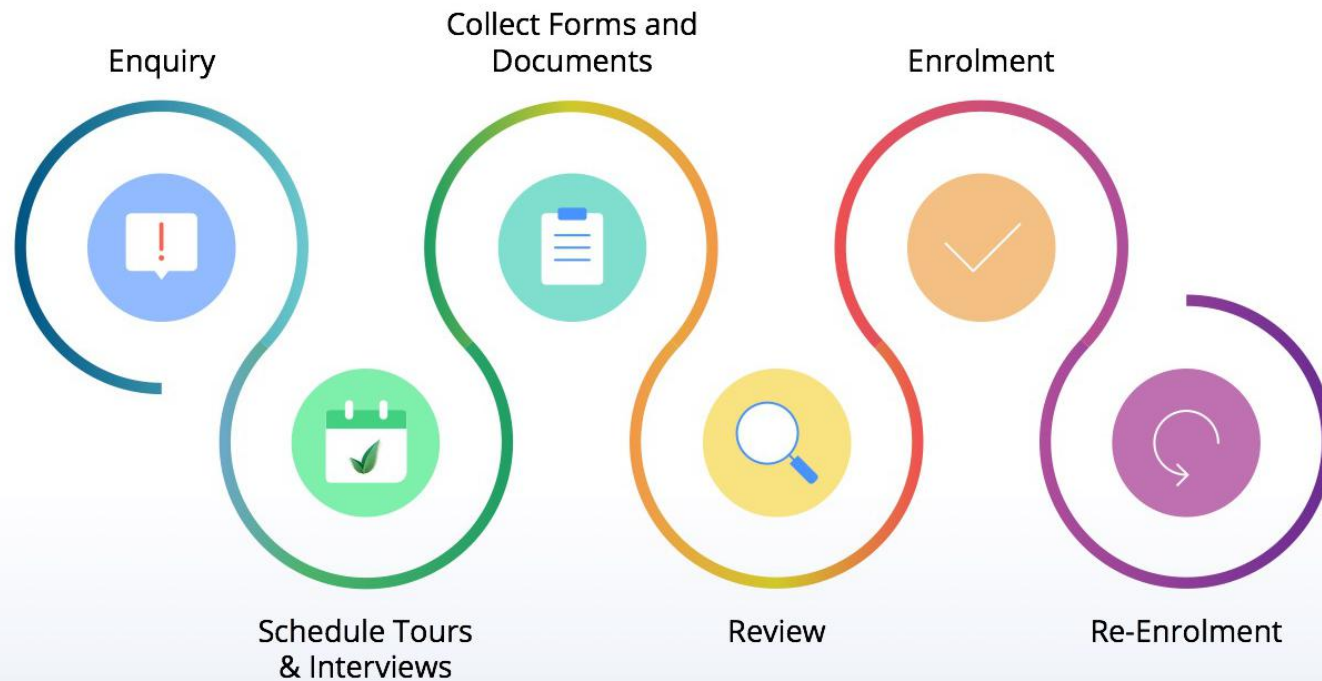 Enquiry
Schedule Tours
& Interviews
Collect Forms and
Documents
Review
Enrolment
Re-Enrolment